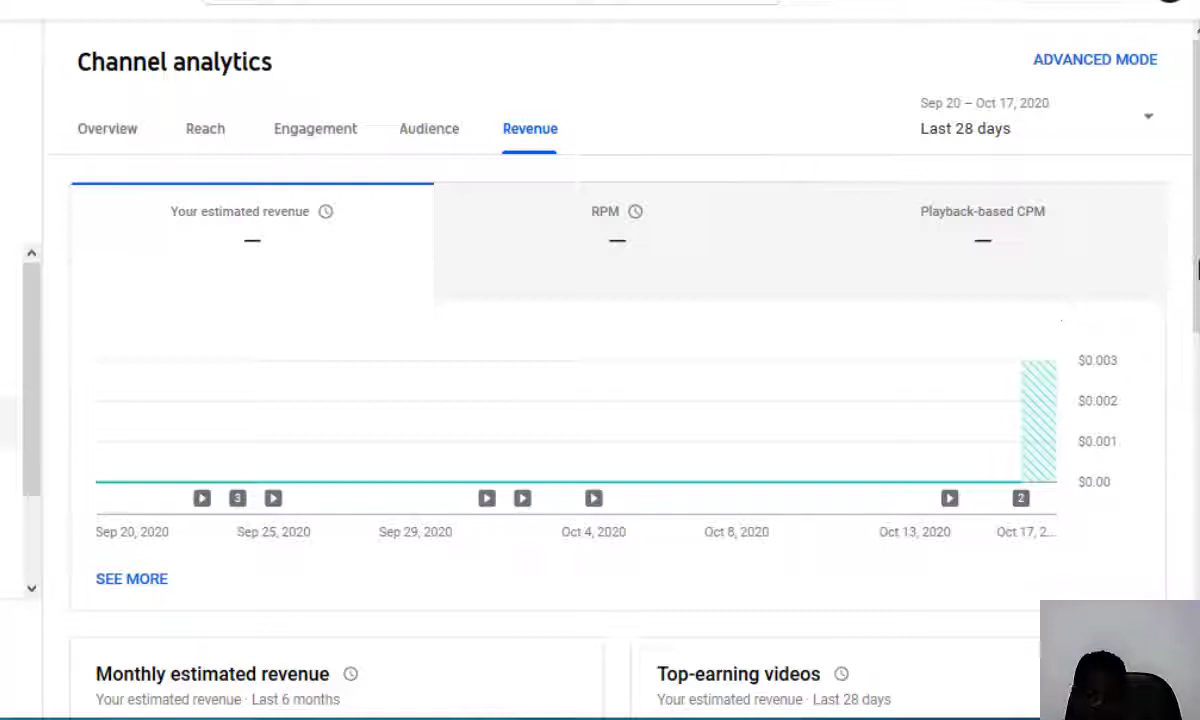 Channel analytics
ADVANCED MODE
Sep 20 – Oct 17, 2020
Last 28 days
Overview
Reach
Engagement
Audience
Revenue
Your estimated revenue
RPM
Playback-based CPM
—
—
—
$0.003
$0.002
$0.001
$0.00
3
2
Sep 20, 2020
Sep 25, 2020
Sep 29, 2020
Oct 4, 2020
Oct 8, 2020
Oct 13, 2020
Oct 17, 2...
SEE MORE
Monthly estimated revenue
Your estimated revenue · Last 6 months
Top-earning videos
Your estimated revenue · Last 28 days